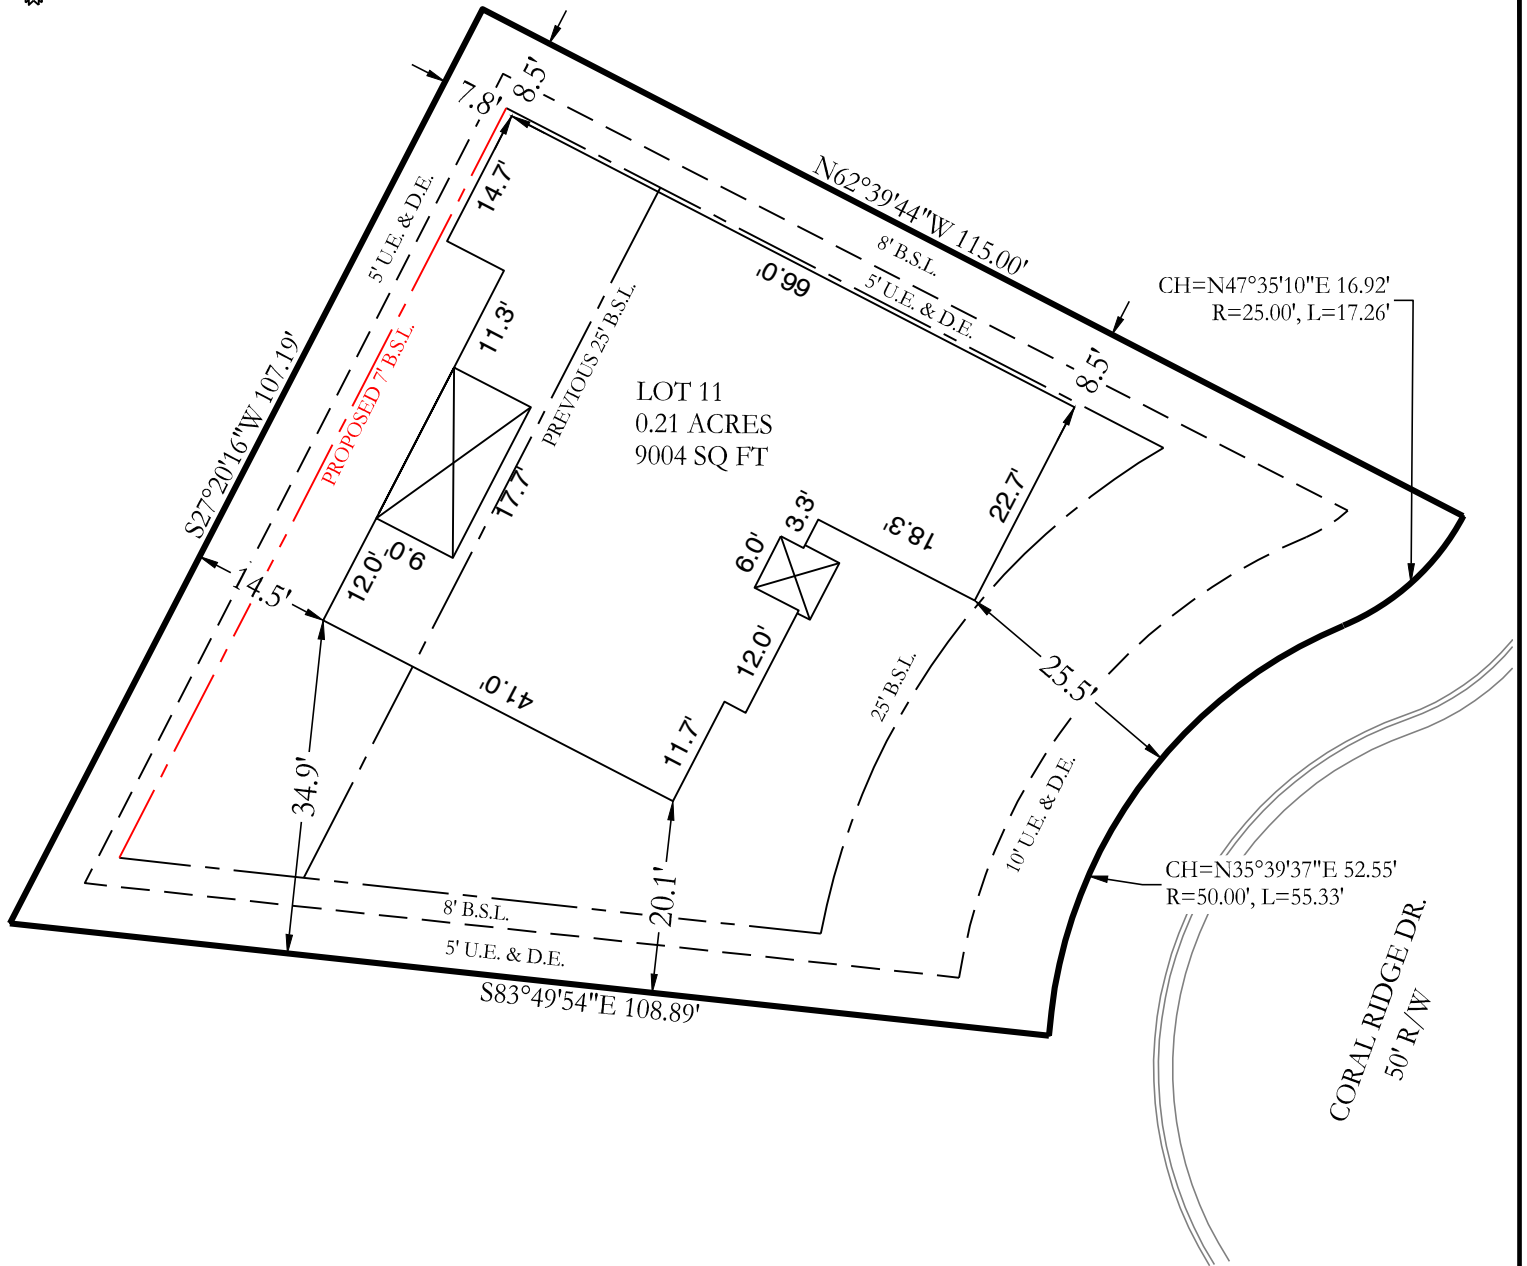 8.5'
7.8'
14.7'
5' U.E. & D.E.
N62°39'44"W 115.00'
8' B.S.L.
5' U.E. & D.E.
66.0'
CH=N47°35'10"E 16.92'
R=25.00', L=17.26'
11.3'
PREVIOUS 25' B.S.L.
S27°20'16"W 107.19'
PROPOSED 7' B.S.L.
8.5'
LOT 11
0.21 ACRES
9004 SQ FT
17.7'
22.7'
3.3'
18.3'
6.0'
9.0'
12.0'
14.5'
12.0'
41.0'
25' B.S.L.
25.5'
11.7'
34.9'
10' U.E. & D.E.
20.1'
8' B.S.L.
5' U.E. & D.E.
S83°49'54"E 108.89'
CH=N35°39'37"E 52.55'
R=50.00', L=55.33'
CORAL RIDGE DR.
50' R/W